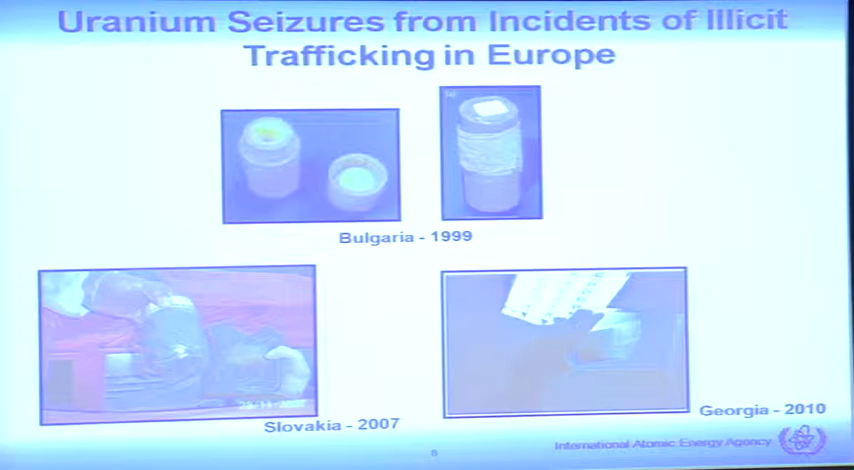 Uranium Seizures from Incidents of Illicit
Trafficking in Europe
Bulgaria - 1999
Slovakia - 2007
Georgia - 2010
8
International Atomic Energy Agency